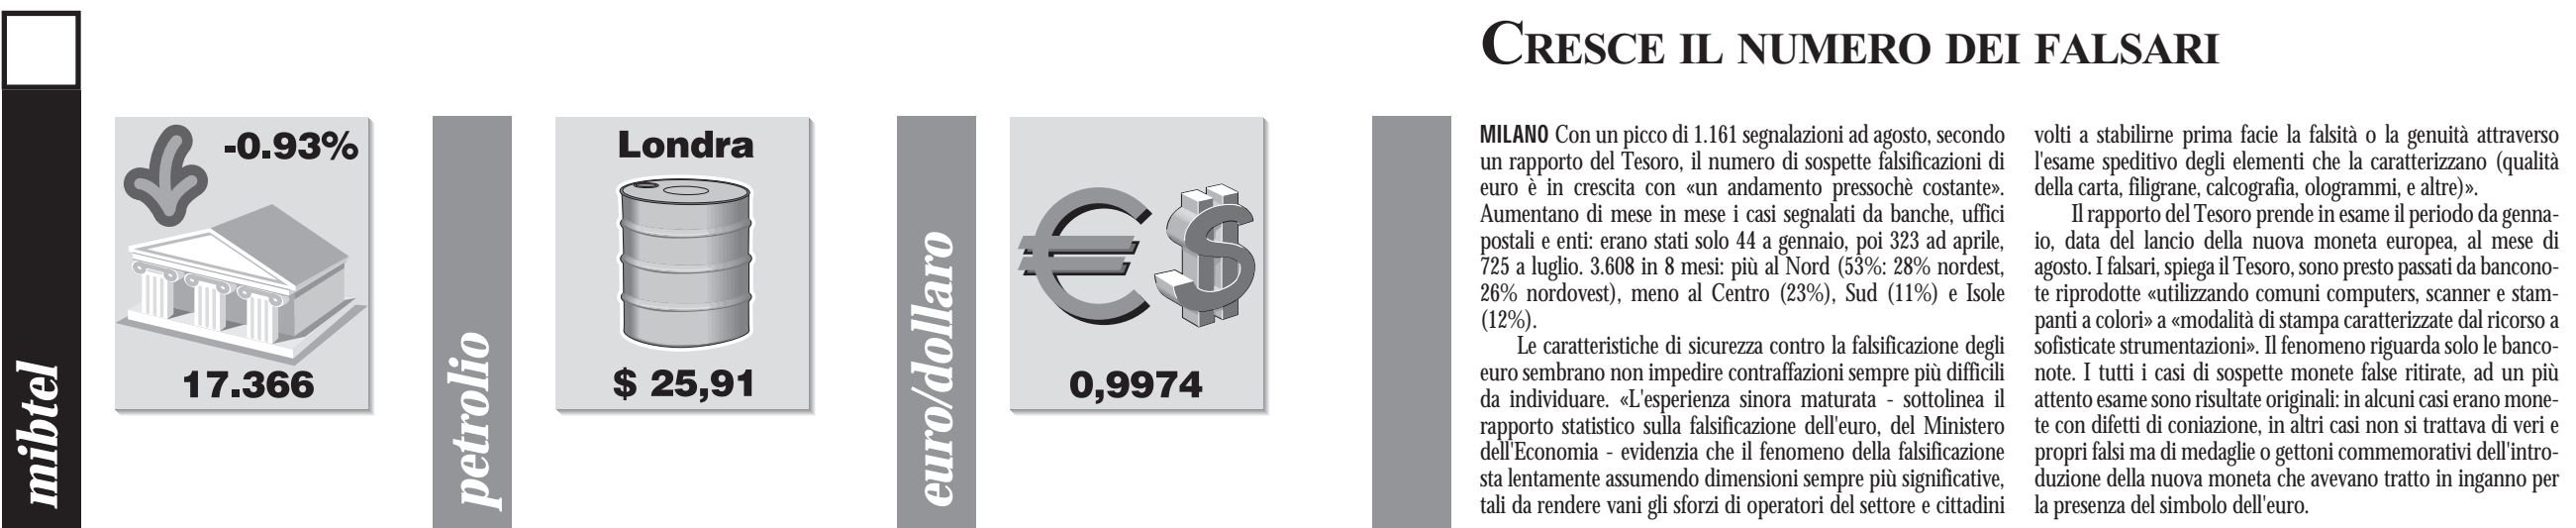 mibtel
-0.93%
17.366
petrolio
Londra
$ 25,91
euro/dollaro
0,9974
CRESCE IL NUMERO DEI FALSARI
MILANO Con un picco di 1.161 segnalazioni ad agosto, secondo
un rapporto del Tesoro, il numero di sospette falsificazioni di
euro è in crescita con «un andamento pressochè costante».
Aumentano di mese in mese i casi segnalati da banche, uffici
postali e enti: erano stati solo 44 a gennaio, poi 323 ad aprile,
725 a luglio. 3.608 in 8 mesi: più al Nord (53%: 28% nordest,
26% nordovest), meno al Centro (23%), Sud (11%) e Isole
(12%).
Le caratteristiche di sicurezza contro la falsificazione degli
euro sembrano non impedire contraffazioni sempre più difficili
da individuare. «L'esperienza sinora maturata - sottolinea il
rapporto statistico sulla falsificazione dell'euro, del Ministero
dell'Economia - evidenzia che il fenomeno della falsificazione
sta lentamente assumendo dimensioni sempre più significative,
tali da rendere vani gli sforzi di operatori del settore e cittadini
volti a stabilirne prima facie la falsità o la genuità attraverso
l'esame speditivo degli elementi che la caratterizzano (qualità
della carta, filigrane, calcografia, ologrammi, e altre)».
Il rapporto del Tesoro prende in esame il periodo da genna-
io, data del lancio della nuova moneta europea, al mese di
agosto. I falsari, spiega il Tesoro, sono presto passati da bancono-
te riprodotte «utilizzando comuni computers, scanner e stam-
panti a colori» a «modalità di stampa caratterizzate dal ricorso a
sofisticate strumentazioni». Il fenomeno riguarda solo le banco-
note. I tutti i casi di sospette monete false ritirate, ad un più
attento esame sono risultate originali: in alcuni casi erano mone-
te con difetti di coniazione, in altri casi non si trattava di veri e
propri falsi ma di medaglie o gettoni commemorativi dell'intro-
duzione della nuova moneta che avevano tratto in inganno per
la presenza del simbolo dell'euro.